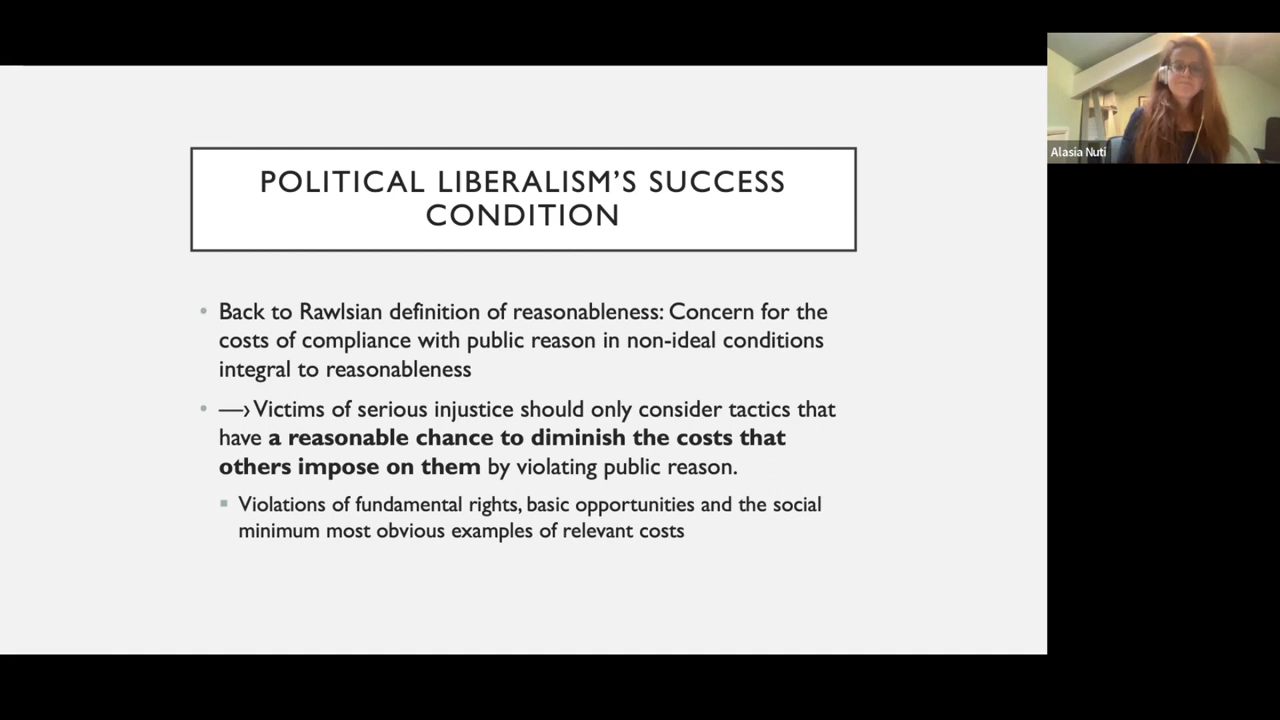 POLITICAL LIBERALISM’S SUCCESS
CONDITION
• Back to Rawlsian definition of reasonableness: Concern for the
costs of compliance with public reason in non-ideal conditions
integral to reasonableness
• —› Victims of serious injustice should only consider tactics that
have a reasonable chance to diminish the costs that
others impose on them by violating public reason.
▪ Violations of fundamental rights, basic opportunities and the social
minimum most obvious examples of relevant costs
Alasia Nuti